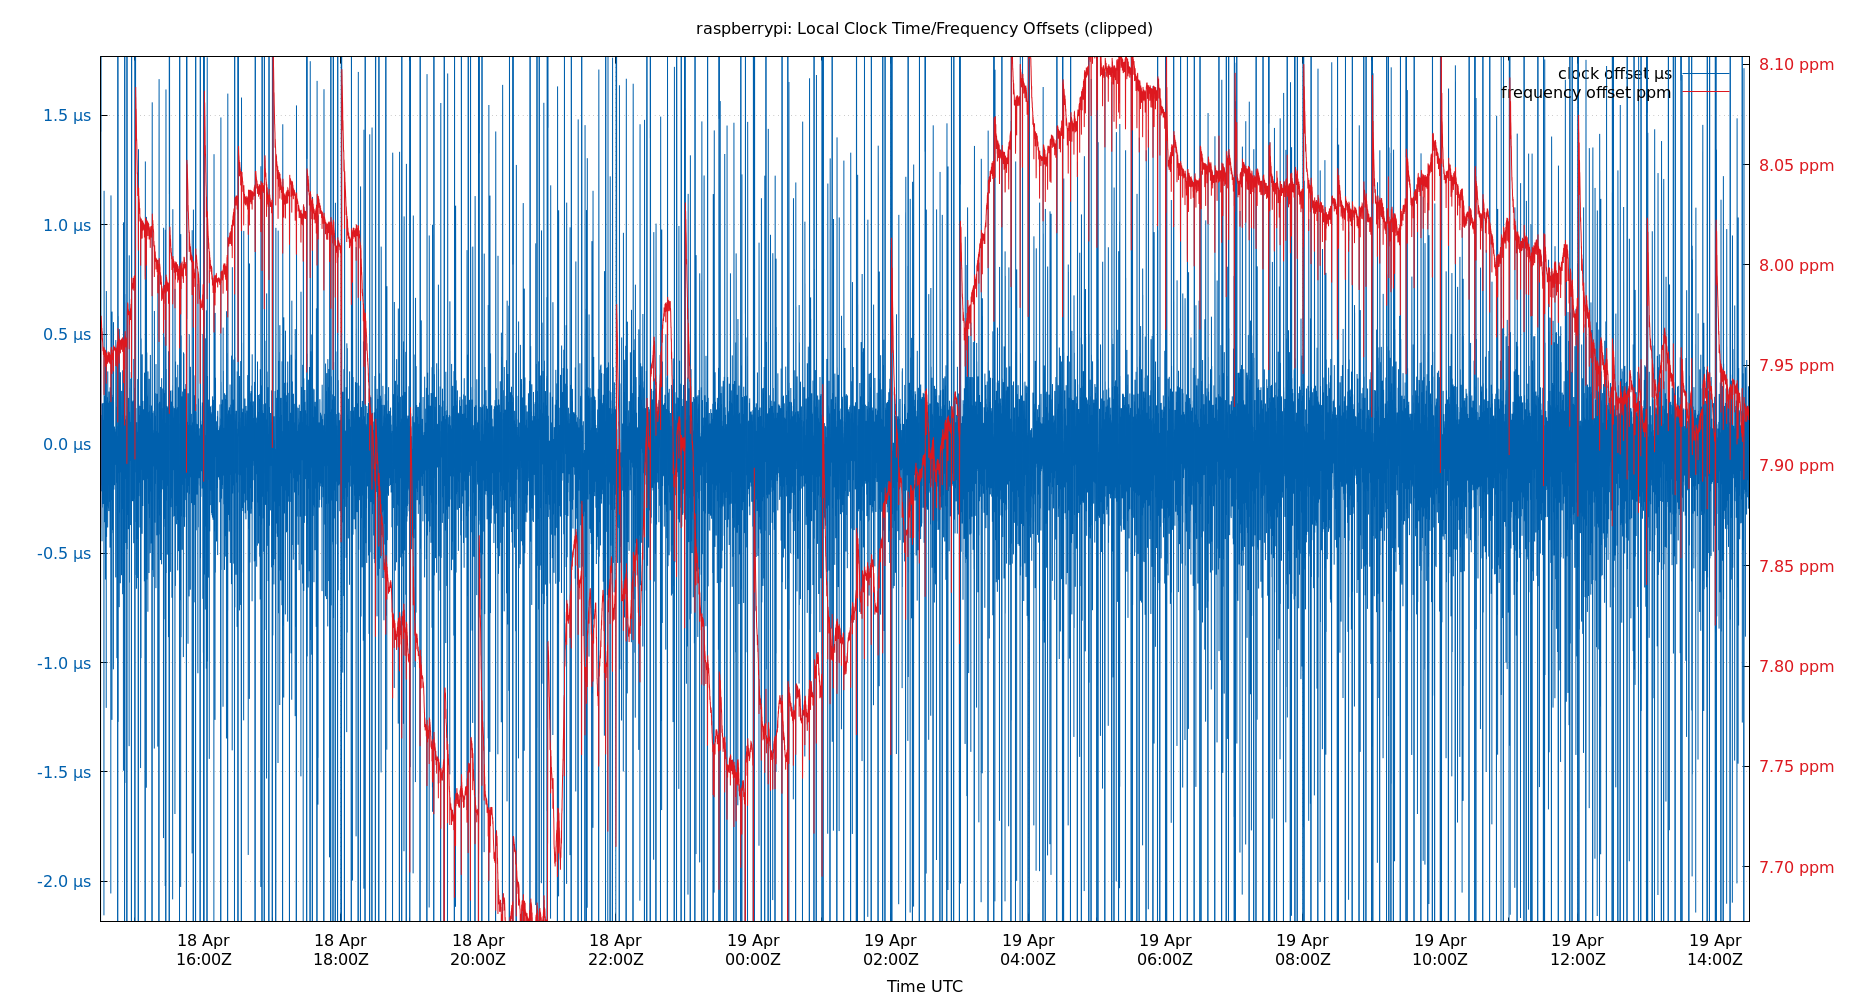 raspberrypi: Local Clock Time/Frequency Offsets (clipped)
clock offset µs
frequency offset ppm
1.5 µs
1.0 µs
0.5 µs
0.0 µs
-0.5 µs
-1.0 µs
-1.5 µs
-2.0 µs
8.10 ppm
8.05 ppm
8.00 ppm
7.95 ppm
7.90 ppm
7.85 ppm
7.80 ppm
7.75 ppm
7.70 ppm
18 Apr 18 Apr 18 Apr 18 Apr 19 Apr 19 Apr 19 Apr 19 Apr 19 Apr 19 Apr 19 Apr 19 Apr
16:00Z 18:00Z 20:00Z 22:00Z 00:00Z 02:00Z 04:00Z 06:00Z 08:00Z 10:00Z 12:00Z 14:00Z
Time UTC